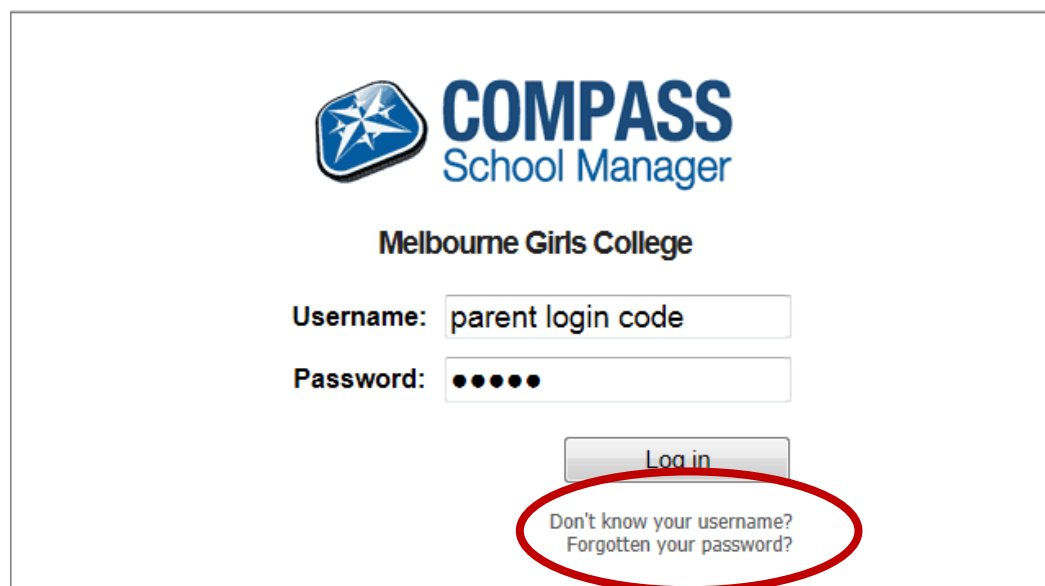 COMPASS
School Manager
Melbourne Girls College
Username: parent login code
Password: ●●●●●
Log in
Don't know your username?
Forgotten your password?